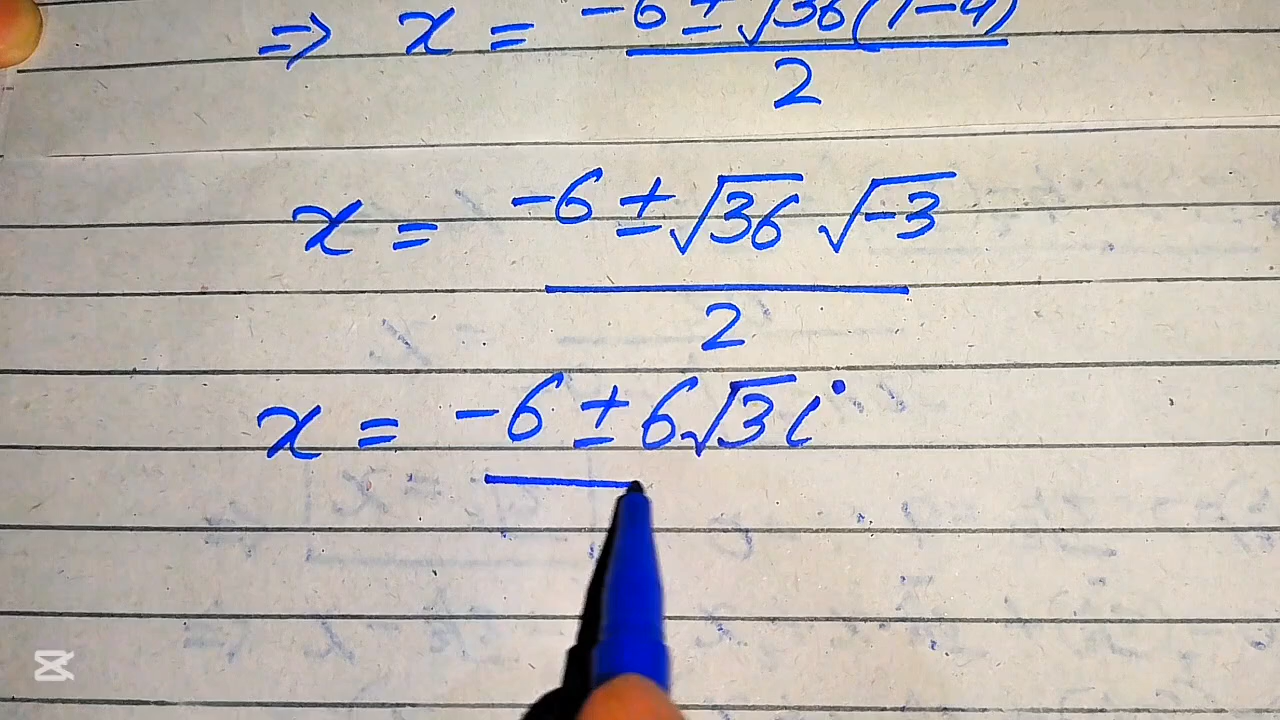 ⇒ x = -6 ± √36(1-4)
2
x = -6 ± √36 √-3
2
x = -6 ± 6√3 i